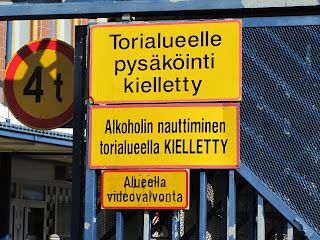 4t
Torialueelle
pysäköinti
kielletty
Alkoholin nauttiminen
torialueella KIELLETTY
Alueella
videovalvonta